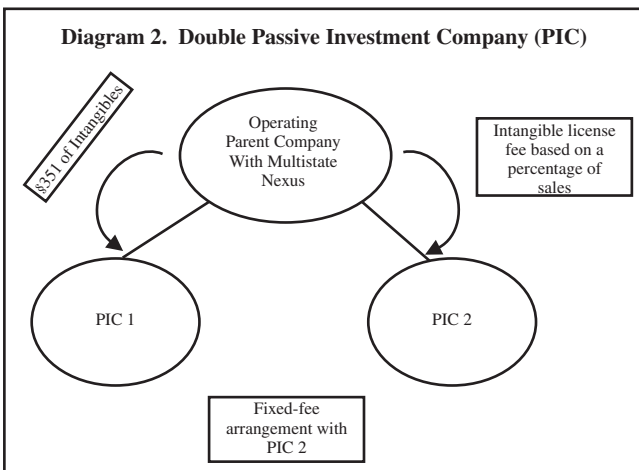 Diagram 2. Double Passive Investment Company (PIC)
§351 of Intangibles
Operating
Parent Company
With Multistate
Nexus
Intangible license
fee based on a
percentage of
sales
PIC 1
PIC 2
Fixed-fee
arrangement with
PIC 2